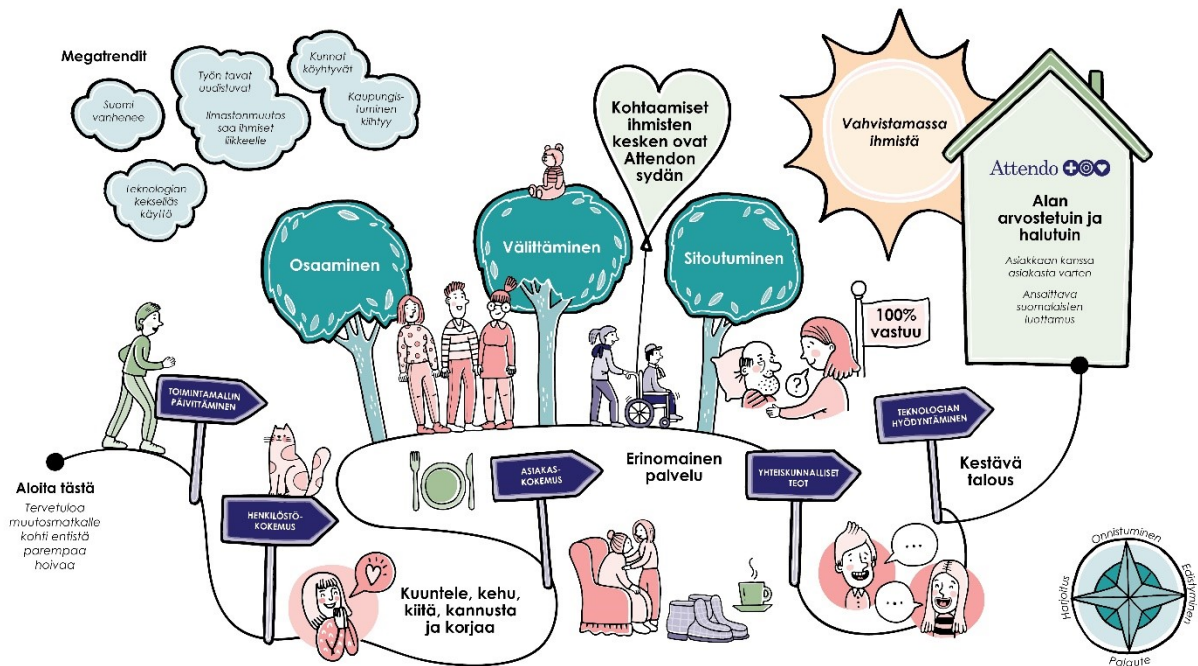 Megatrendit
Suomi
vanhenee
Työn tavat
uudistuvat
Ilmastonmuutos
saa ihmiset
liikkeelle
Kunnat
köyhtyvät
Kaupungis-
tuminen
kiihtyy
Teknologian
kekseliäs
käyttö
Kohtaamiset
ihmisten
kesken ovat
Attendon
sydän
Vahvistamassa
ihmistä
Attendo
Alan
arvostetuin ja
halutuin
Asiakkaan kanssa
asiakasta varten
Ansaittava
suomalaisten
luottamus
Osaaminen
Välittäminen
Sitoutuminen
100%
vastuu
?
TOIMINTAMALLIN
PÄIVITTÄMINEN
Aloita tästä
Tervetuloa
muutosmatkalle
kohti entistä
parempaa
hoivaa
HENKILÖSTÖ-
KOKEMUS
Kuuntele, kehu,
kiitä, kannusta
ja korjaa
ASIAKAS-
KOKEMUS
Erinomainen
palvelu
YHTEISKUNNALLISET
TEOT
TEKNOLOGIAN
HYÖDYNTÄMINEN
Kestävä
talous
...
...
Onnistuminen
Edistyminen
Palaute
Harjoitus